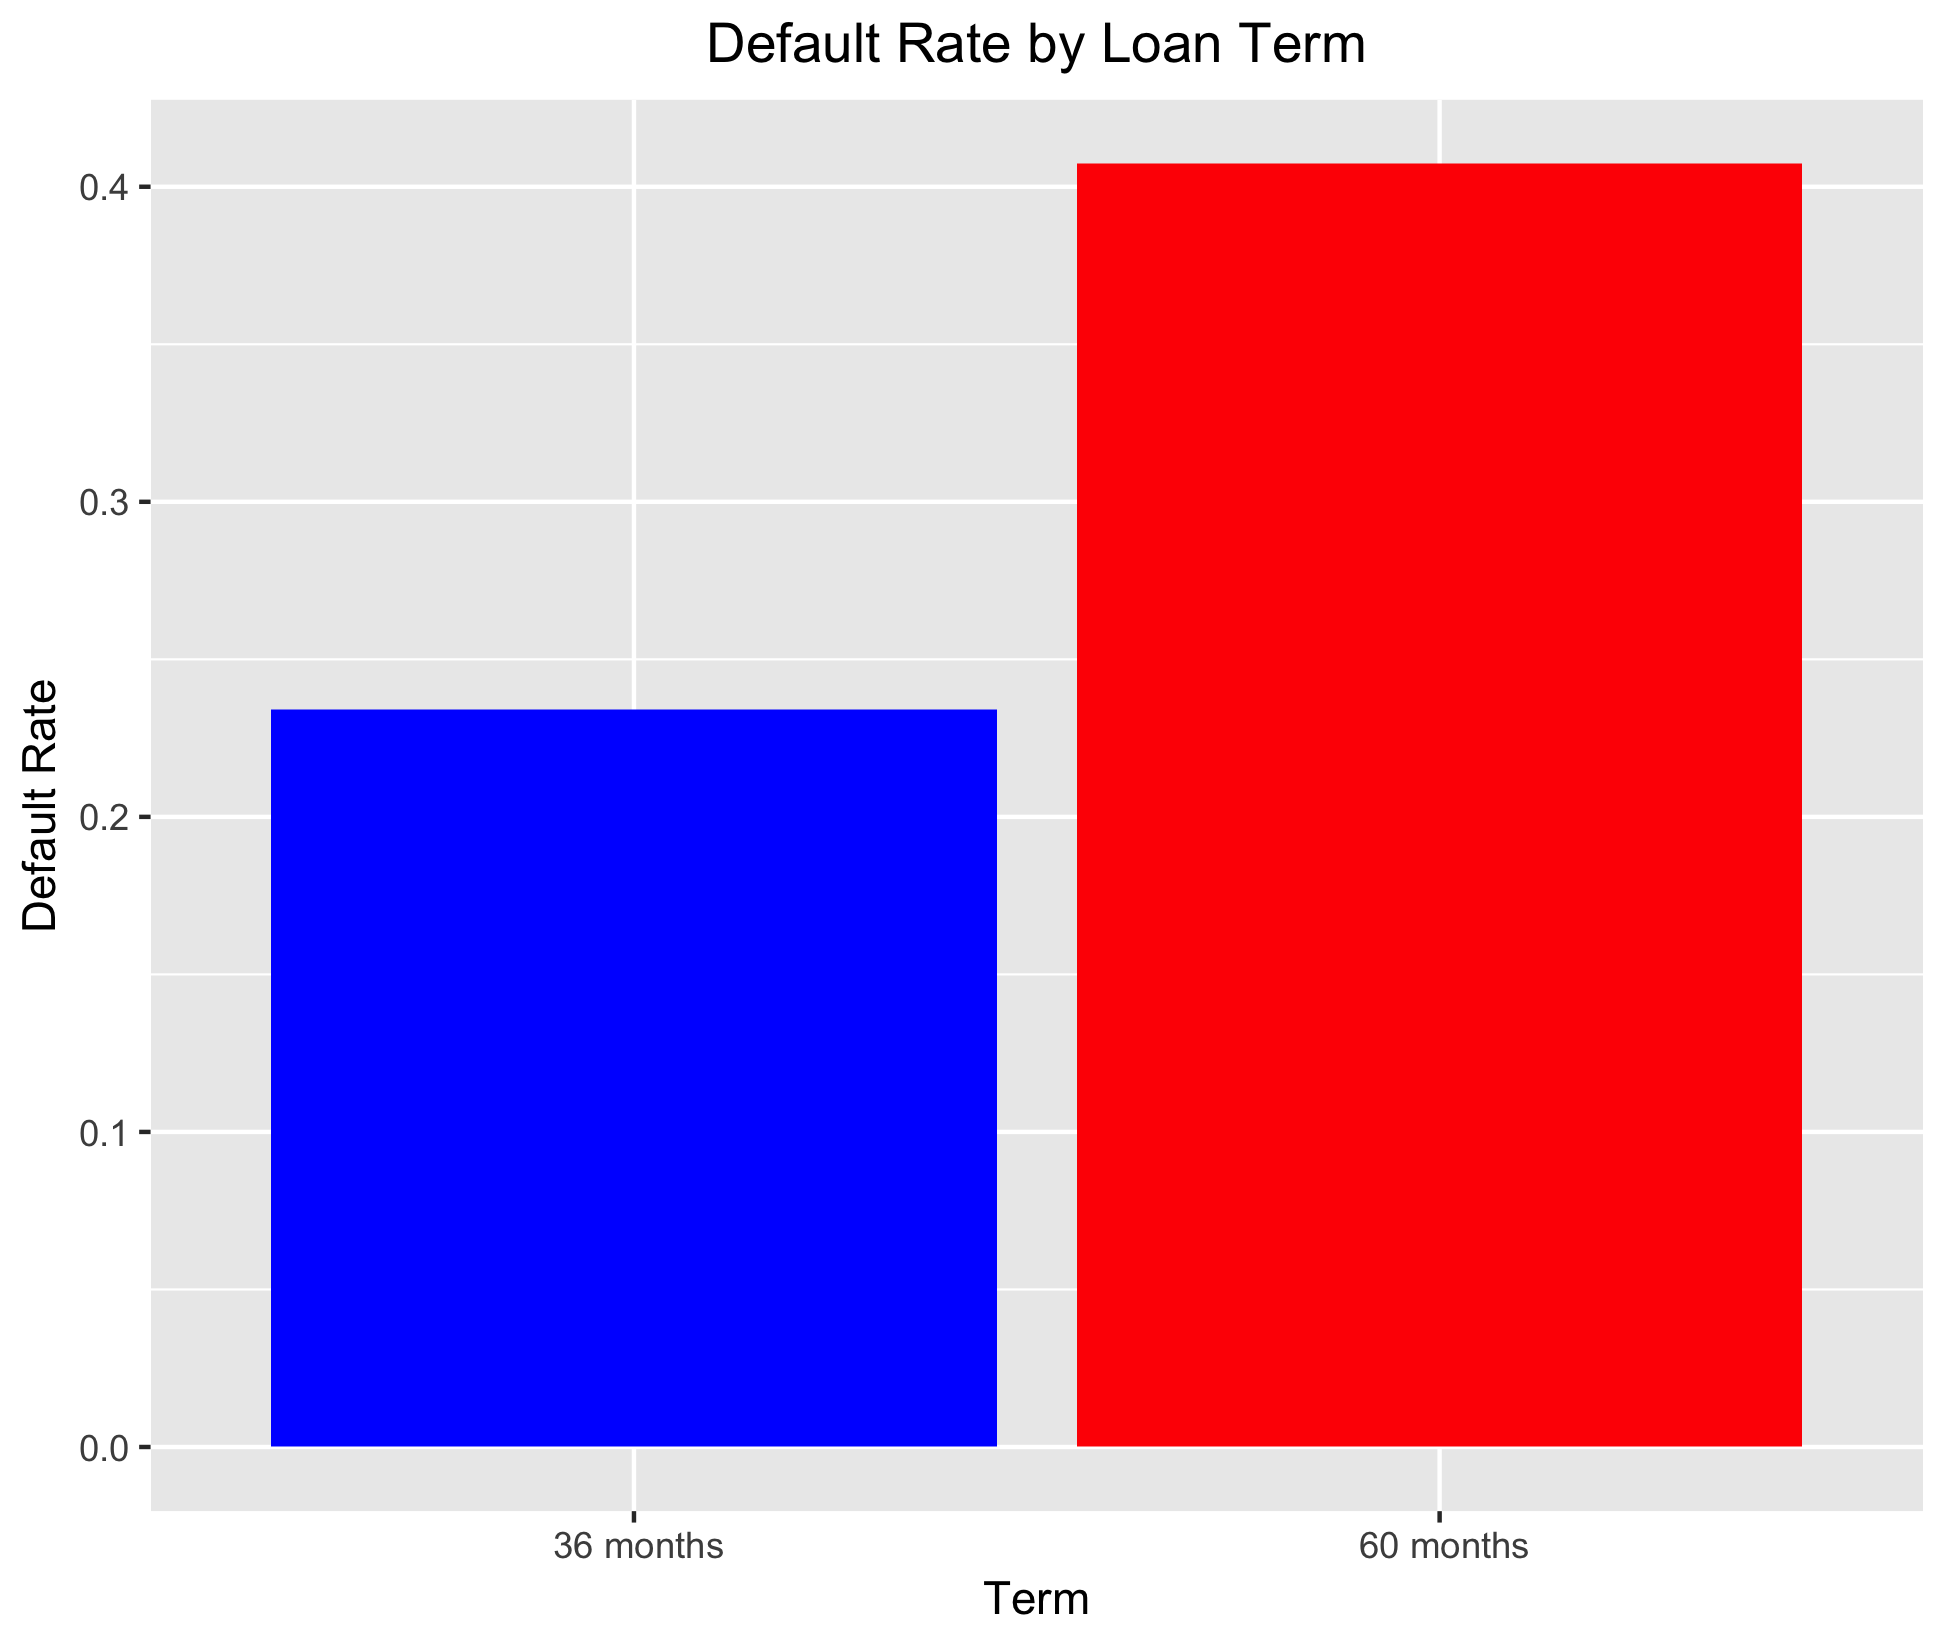 Default Rate by Loan Term
Default Rate
0.4
0.3
0.2
0.1
0.0
36 months
60 months
Term